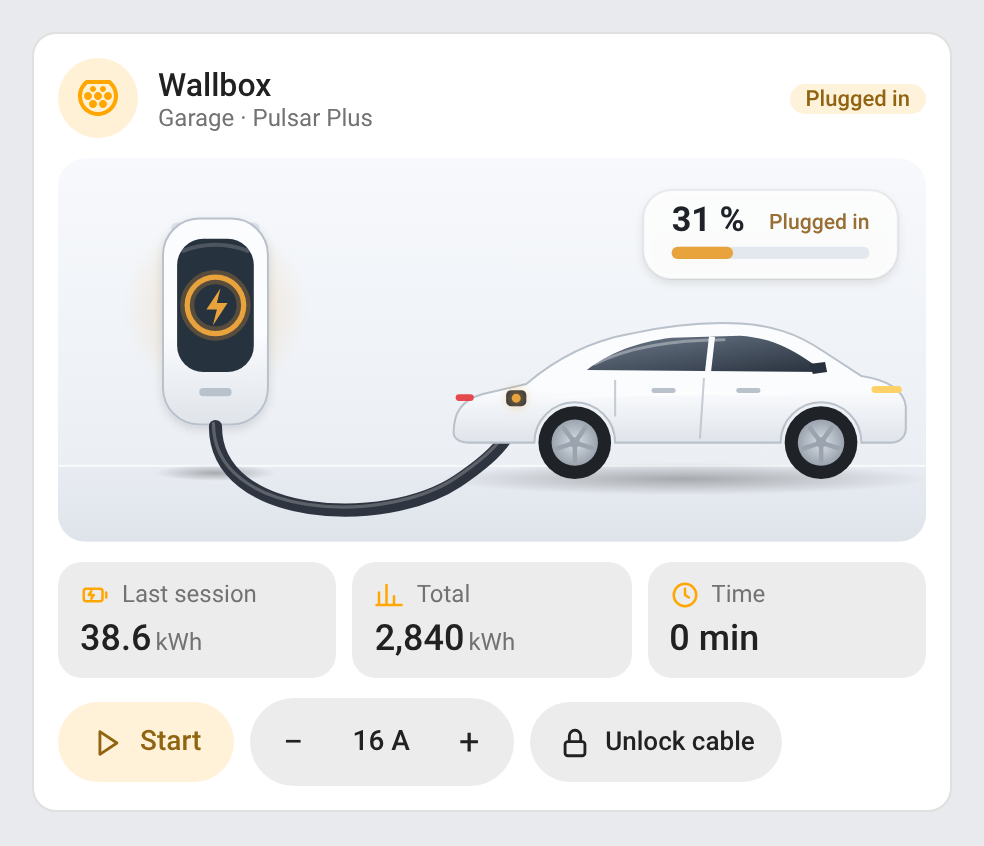 Wallbox
Garage · Pulsar Plus
Plugged in
31 % Plugged in
Last session
38.6 kWh
Total
2,840 kWh
Time
0 min
Start
− 16 A +
Unlock cable